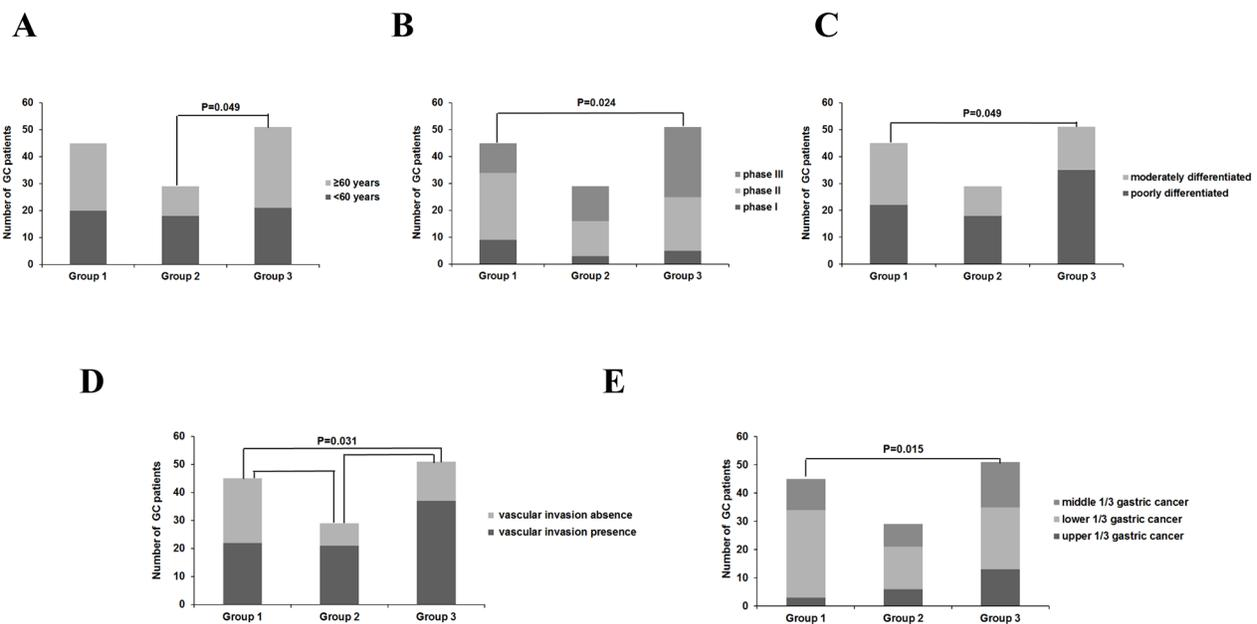 A
B
C
P=0.049
60
50
40
30
20
10
0
Number of GC patients
Group 1
Group 2
Group 3
≥60 years
<60 years
P=0.024
60
50
40
30
20
10
0
Number of GC patients
Group 1
Group 2
Group 3
phase III
phase II
phase I
P=0.049
60
50
40
30
20
10
0
Number of GC patients
Group 1
Group 2
Group 3
moderately differentiated
poorly differentiated
D
E
P=0.031
60
50
40
30
20
10
0
Number of GC patients
Group 1
Group 2
Group 3
vascular invasion absence
vascular invasion presence
P=0.015
60
50
40
30
20
10
0
Number of GC patients
Group 1
Group 2
Group 3
middle 1/3 gastric cancer
lower 1/3 gastric cancer
upper 1/3 gastric cancer